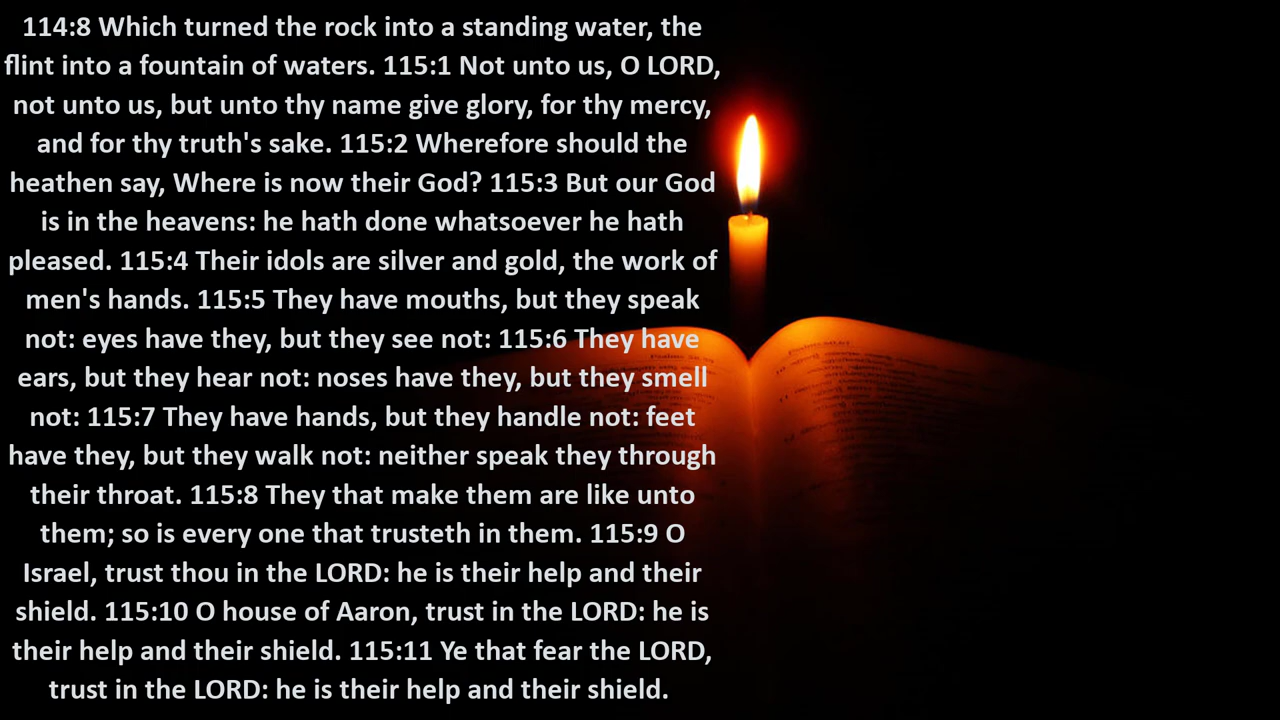 114:8 Which turned the rock into a standing water, the
flint into a fountain of waters. 115:1 Not unto us, O LORD,
not unto us, but unto thy name give glory, for thy mercy,
and for thy truth's sake. 115:2 Wherefore should the
heathen say, Where is now their God? 115:3 But our God
is in the heavens: he hath done whatsoever he hath
pleased. 115:4 Their idols are silver and gold, the work of
men's hands. 115:5 They have mouths, but they speak
not: eyes have they, but they see not: 115:6 They have
ears, but they hear not: noses have they, but they smell
not: 115:7 They have hands, but they handle not: feet
have they, but they walk not: neither speak they through
their throat. 115:8 They that make them are like unto
them; so is every one that trusteth in them. 115:9 O
Israel, trust thou in the LORD: he is their help and their
shield. 115:10 O house of Aaron, trust in the LORD: he is
their help and their shield. 115:11 Ye that fear the LORD,
trust in the LORD: he is their help and their shield.